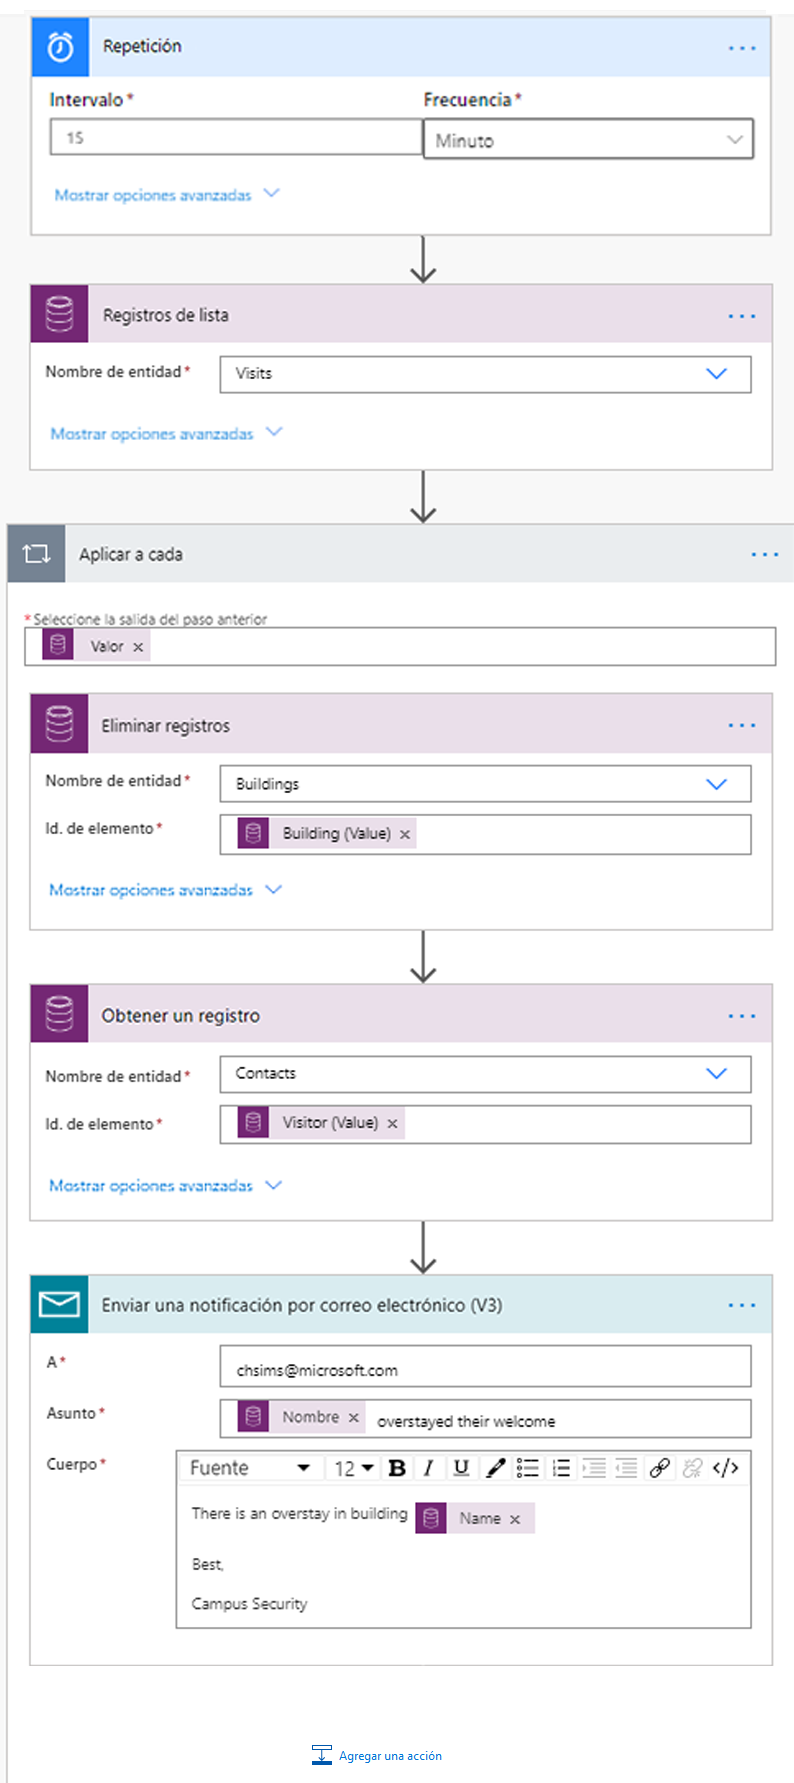 Repetición
Intervalo* Frecuencia*
15 Minuto
Mostrar opciones avanzadas
Registros de lista
Nombre de entidad* Visits
Mostrar opciones avanzadas
Aplicar a cada
*Seleccione la salida del paso anterior
Valor ×
Eliminar registros
Nombre de entidad* Buildings
Id. de elemento* Building (Value) ×
Mostrar opciones avanzadas
Obtener un registro
Nombre de entidad* Contacts
Id. de elemento* Visitor (Value) ×
Mostrar opciones avanzadas
Enviar una notificación por correo electrónico (V3)
A* chsims@microsoft.com
Asunto* Nombre × overstayed their welcome
Cuerpo* Fuente 12 B I U </>
There is an overstay in building Name ×
Best,
Campus Security
Agregar una acción